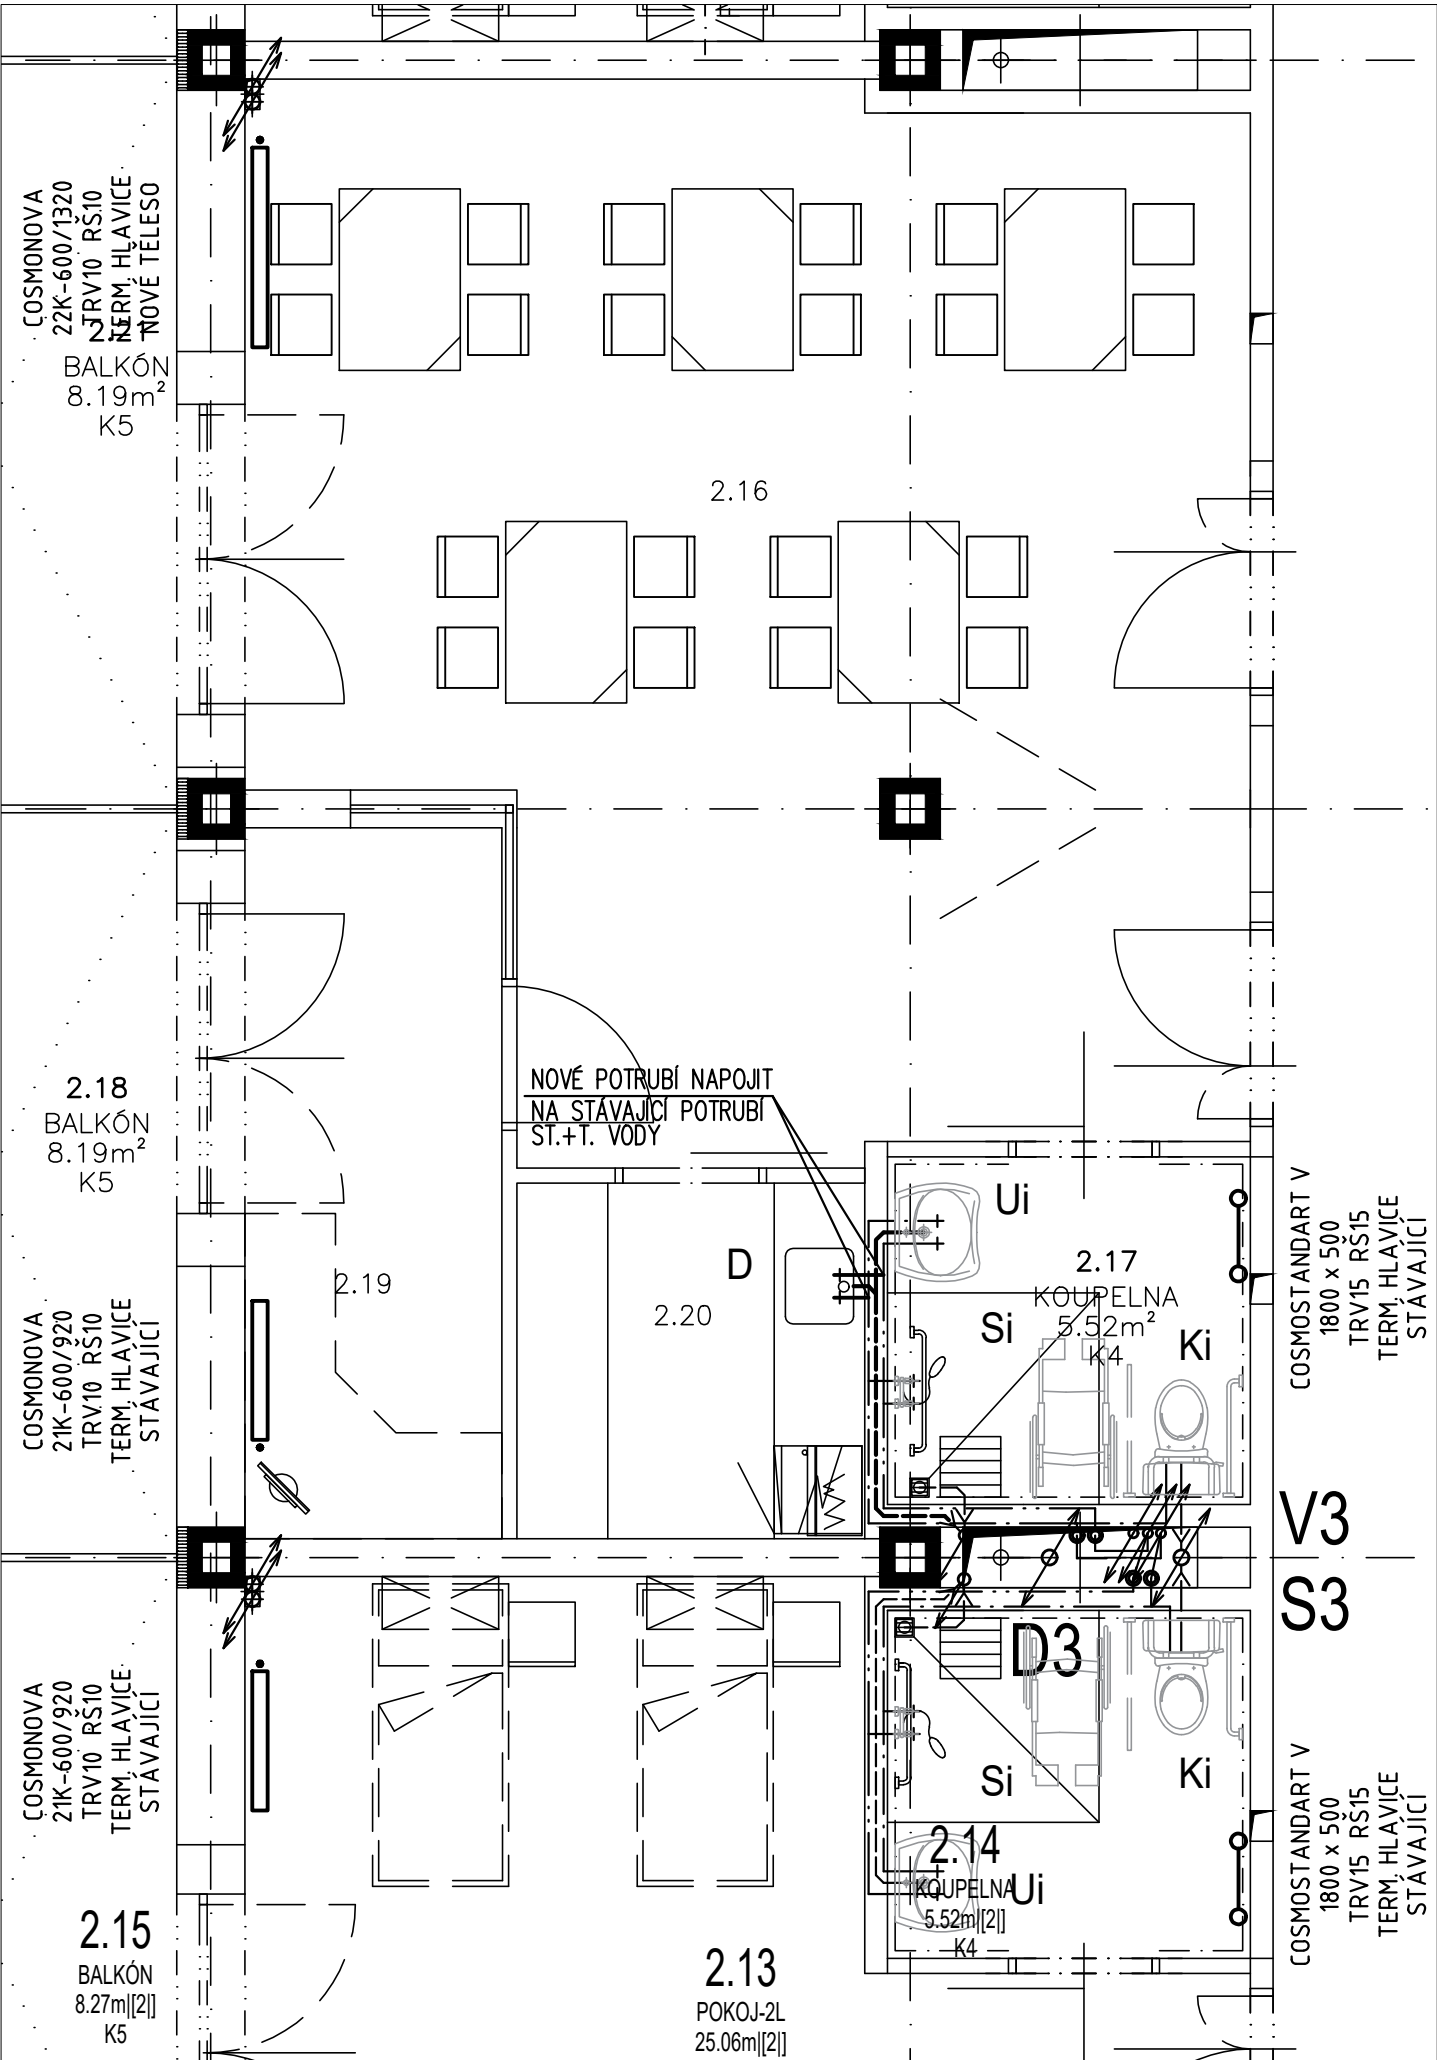 COSMONOVA
22K-600/1320
TRV10 RŠ10
TERM. HLAVICE
NOVÉ TĚLESO
2.21
BALKÓN
8.19m²
K5
2.16
2.18
BALKÓN
8.19m²
K5
NOVÉ POTRUBÍ NAPOJIT
NA STÁVAJÍCÍ POTRUBÍ
ST.+T. VODY
COSMONOVA
21K-600/920
TRV10 RŠ10
TERM. HLAVICE
STÁVAJÍCÍ
2.19
D
2.20
Ui
2.17
KOUPELNA
5.52m²
K4
Si
Ki
COSMOSTANDART V
1800 x 500
TRV15 RŠ15
TERM. HLAVICE
STÁVAJÍCÍ
V3
S3
D3
COSMONOVA
21K-600/920
TRV10 RŠ10
TERM. HLAVICE
STÁVAJÍCÍ
Si
Ki
2.14
KOUPELNA
5.52m|[2|]
K4
Ui
COSMOSTANDART V
1800 x 500
TRV15 RŠ15
TERM. HLAVICE
STÁVAJÍCÍ
2.15
BALKÓN
8.27m|[2|]
K5
2.13
POKOJ-2L
25.06m|[2|]